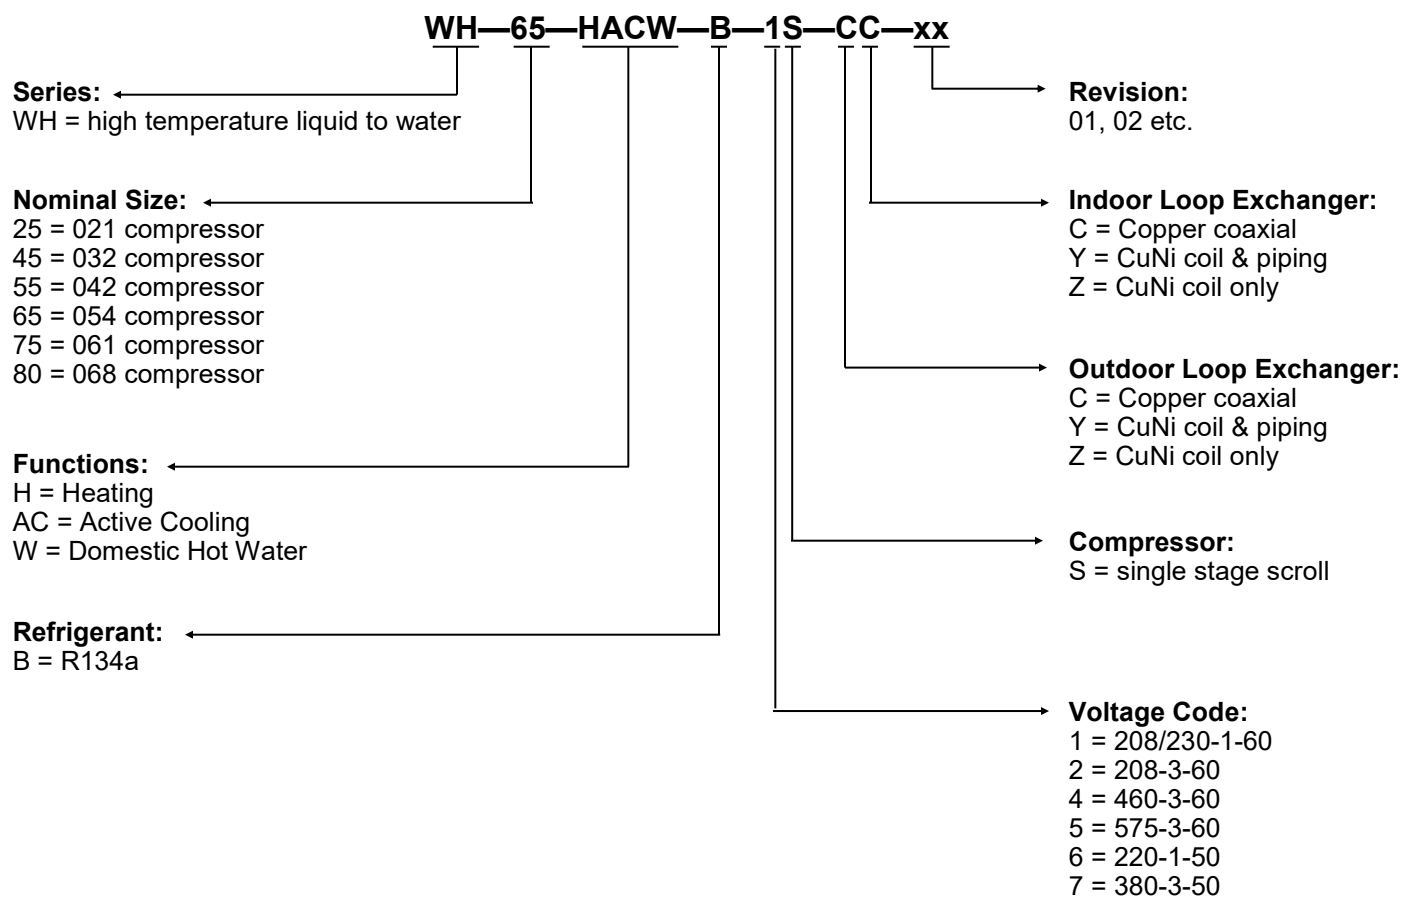 WH—65—HACW—B—1S—CC—xx
Series:
WH = high temperature liquid to water
Nominal Size:
25 = 021 compressor
45 = 032 compressor
55 = 042 compressor
65 = 054 compressor
75 = 061 compressor
80 = 068 compressor
Functions:
H = Heating
AC = Active Cooling
W = Domestic Hot Water
Refrigerant:
B = R134a
Revision:
01, 02 etc.
Indoor Loop Exchanger:
C = Copper coaxial
Y = CuNi coil & piping
Z = CuNi coil only
Outdoor Loop Exchanger:
C = Copper coaxial
Y = CuNi coil & piping
Z = CuNi coil only
Compressor:
S = single stage scroll
Voltage Code:
1 = 208/230-1-60
2 = 208-3-60
4 = 460-3-60
5 = 575-3-60
6 = 220-1-50
7 = 380-3-50